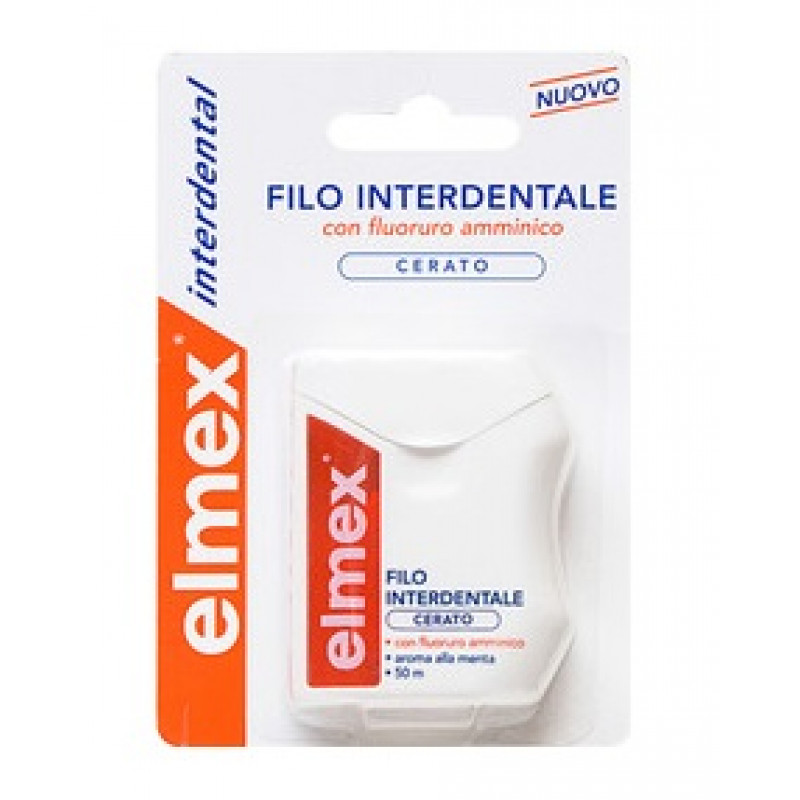 NUOVO
interdental
elmex®
FILO INTERDENTALE
con fluoruro amminico
CERATO
elmex®
FILO
INTERDENTALE
CERATO
• con fluoruro amminico
• aroma alla menta
• 50 m